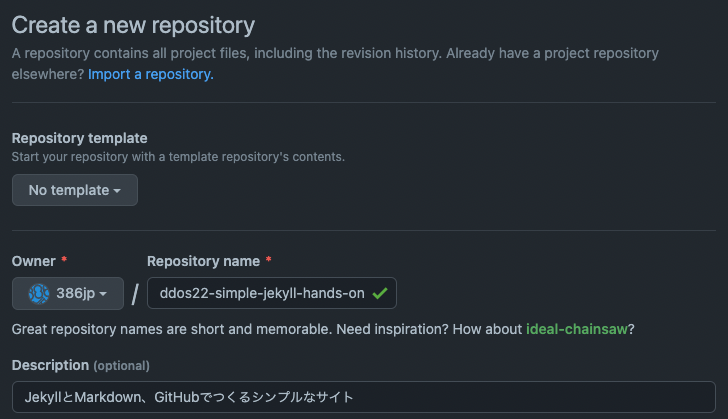 Create a new repository
A repository contains all project files, including the revision history. Already have a project repository
elsewhere? Import a repository.
Repository template
Start your repository with a template repository's contents.
No template
Owner *
Repository name *
386jp
/
ddos22-simple-jekyll-hands-on
Great repository names are short and memorable. Need inspiration? How about ideal-chainsaw?
Description (optional)
JekyllとMarkdown、GitHubでつくるシンプルなサイト